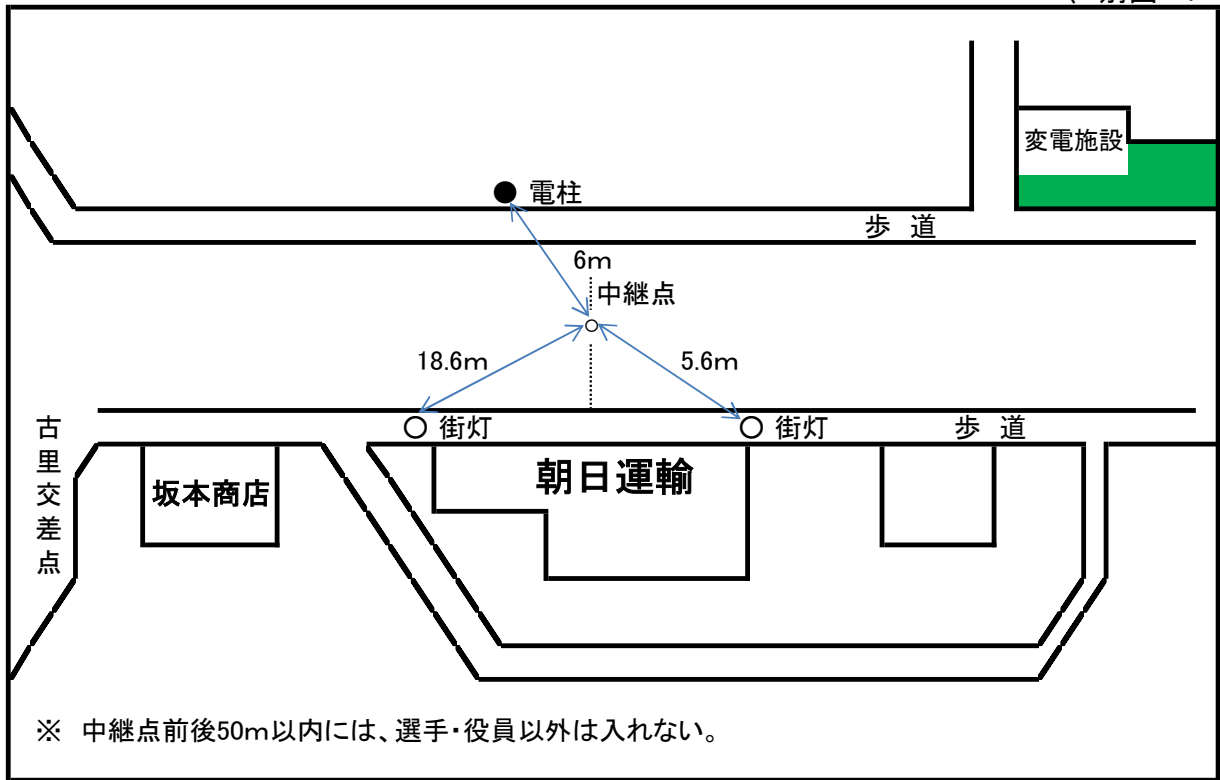 変電施設
電柱
歩 道
6m
中継点
18.6m
5.6m
街灯
街灯
歩 道
古里交差点
坂本商店
朝日運輸
※ 中継点前後50m以内には、選手・役員以外は入れない。